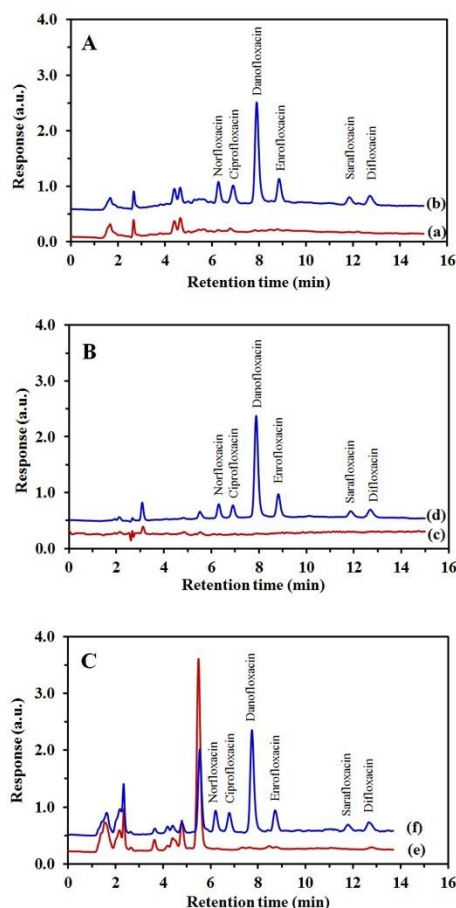 A
Response (a.u.)
4.0
3.0
2.0
1.0
0.0
Norfloxacin
Ciprofloxacin
Danofloxacin
Enrofloxacin
Sarafloxacin
Difloxacin
(b)
(a)
0 2 4 6 8 10 12 14 16
Retention time (min)
B
Response (a.u.)
4.0
3.0
2.0
1.0
0.0
Norfloxacin
Ciprofloxacin
Danofloxacin
Enrofloxacin
Sarafloxacin
Difloxacin
(d)
(c)
0 2 4 6 8 10 12 14 16
Retention time (min)
C
Response (a.u.)
4.0
3.0
2.0
1.0
0.0
Norfloxacin
Ciprofloxacin
Danofloxacin
Enrofloxacin
Sarafloxacin
Difloxacin
(f)
(e)
0 2 4 6 8 10 12 14 16
Retention time (min)